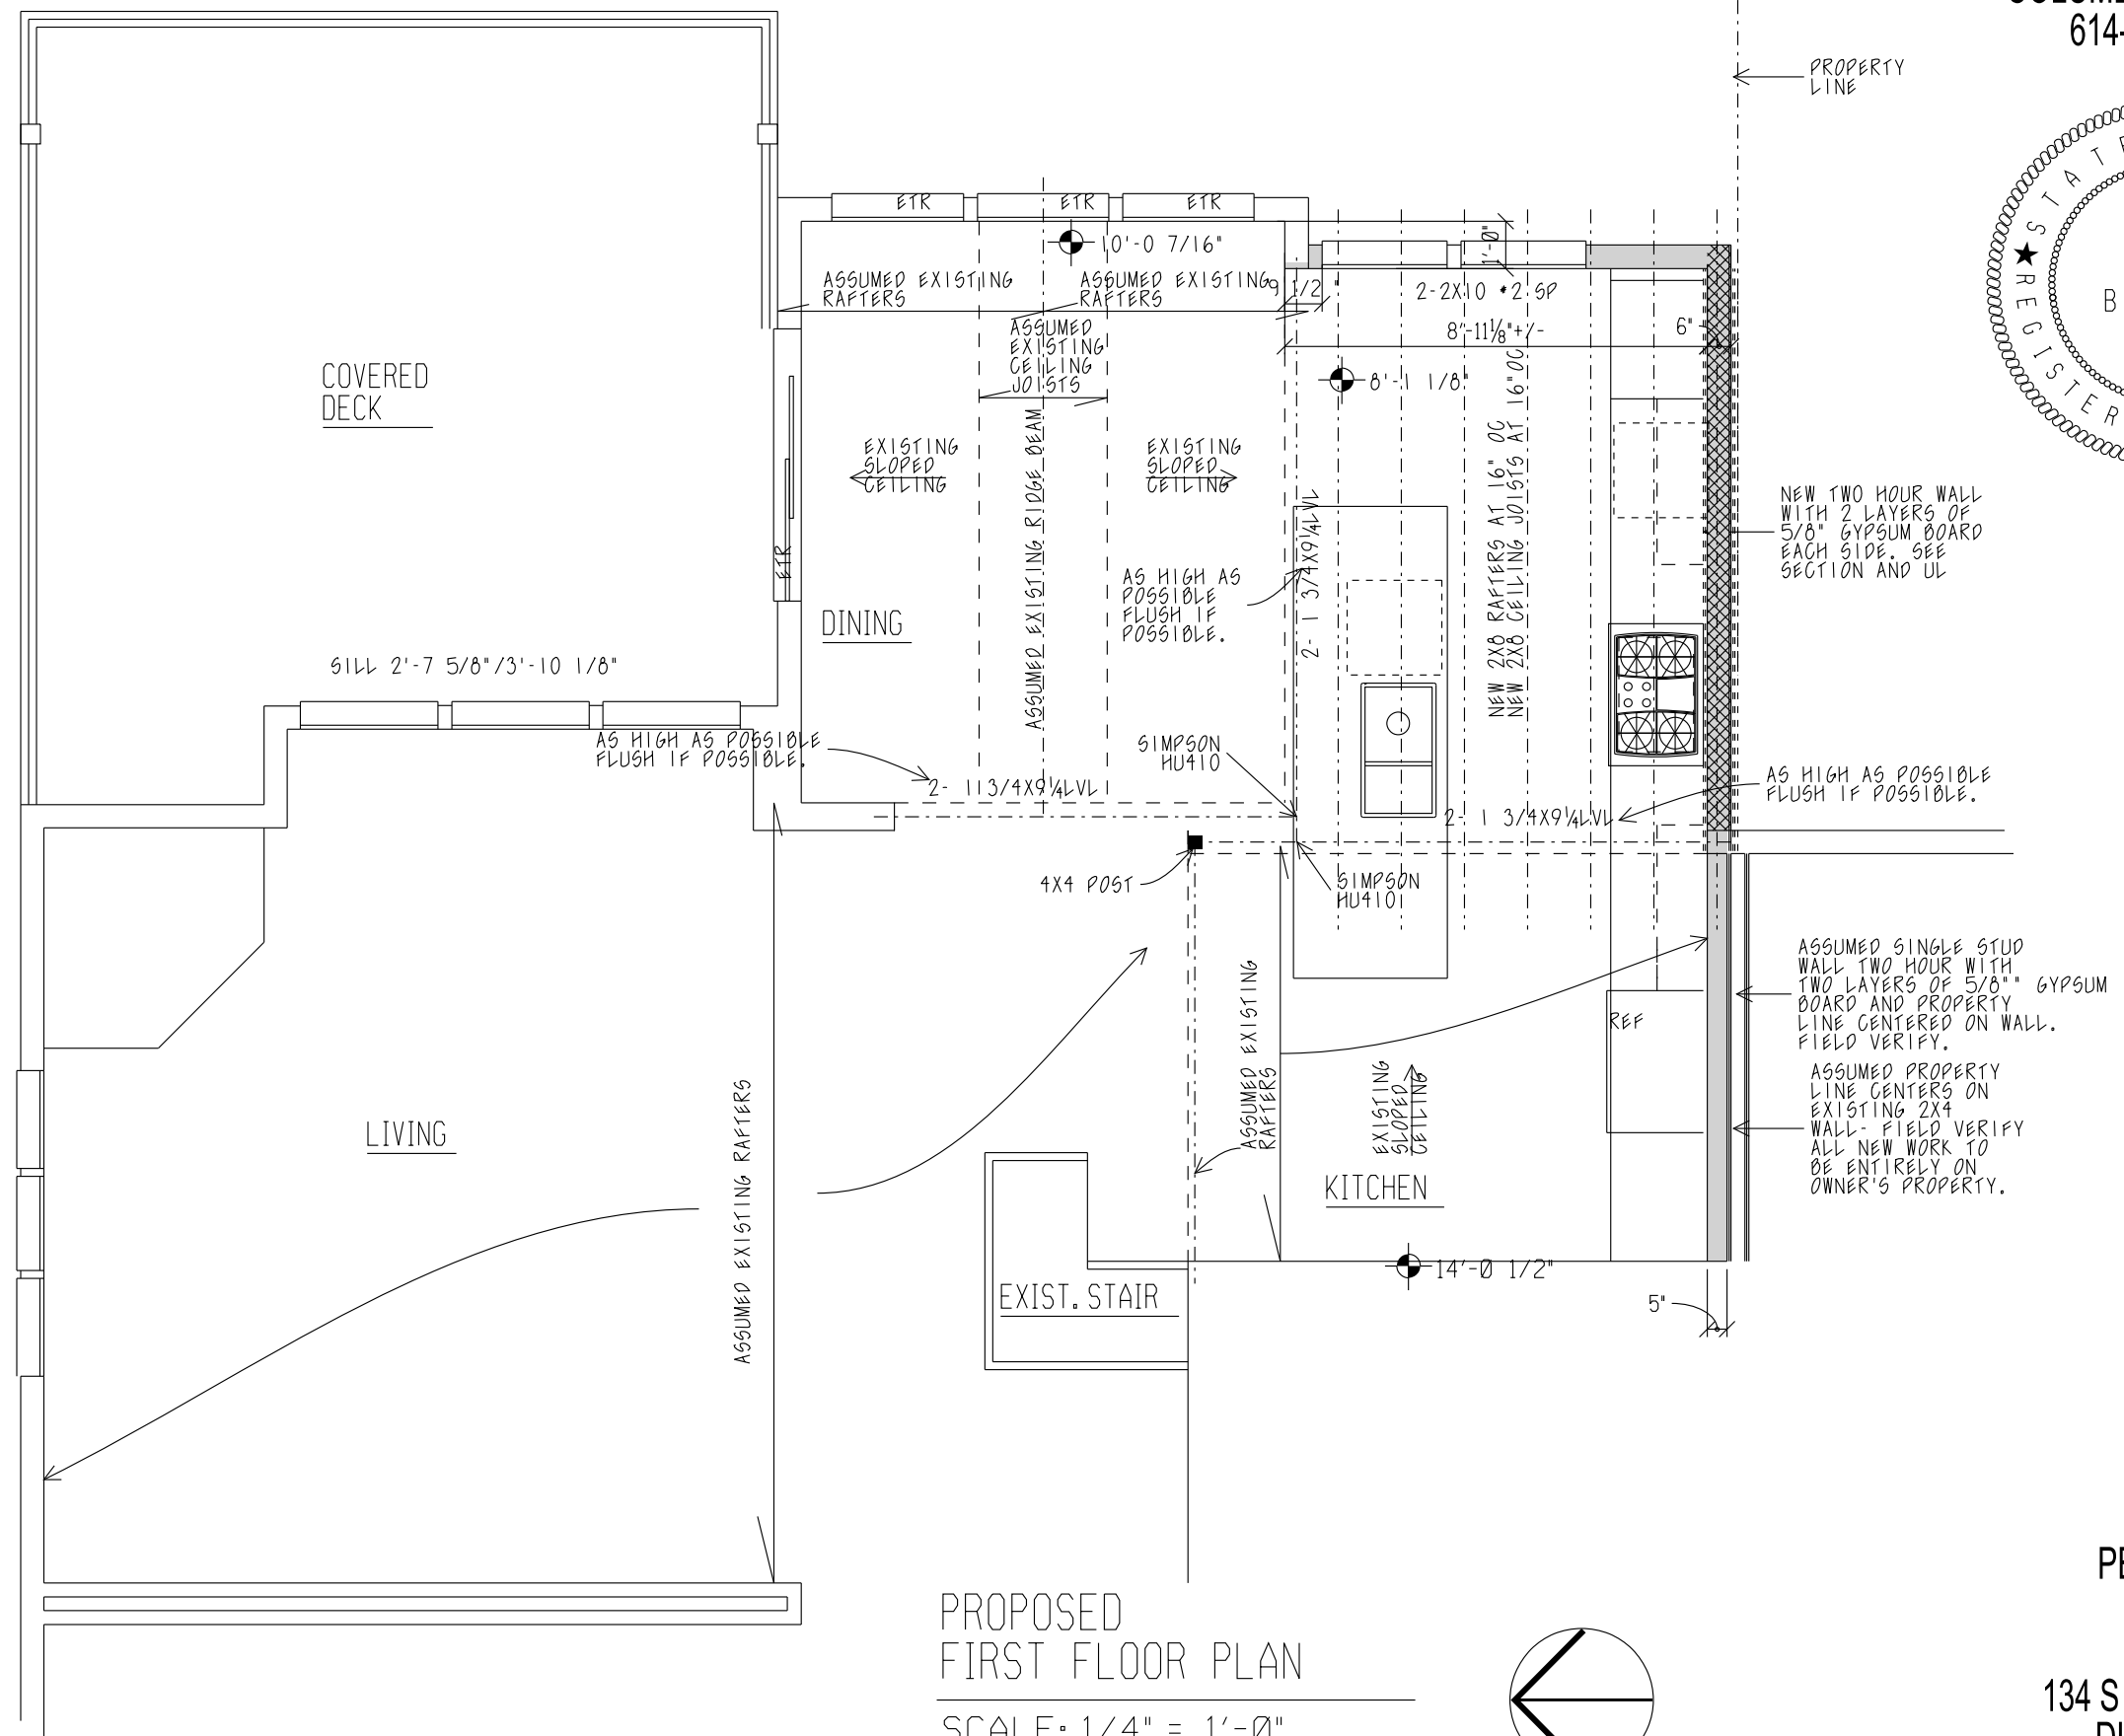 614-
PROPERTY
LINE
STATE
REGISTER
B
ETR
ETR
ETR
10'-0 7/16"
1'-0"
ASSUMED EXISTING
RAFTERS
ASSUMED EXISTING
RAFTERS
9 1/2"
2-2X10 #2 SP
8'-11⅛"+/-
6"
ASSUMED
EXISTING
CEILING
JOISTS
8'-1 1/8"
COVERED
DECK
EXISTING
SLOPED
CEILING
EXISTING
SLOPED
CEILING
ASSUMED EXISTING RIDGE BEAM
2- 1 3/4X9¼LVL
NEW 2X8 RAFTERS AT 16" OC
NEW 2X8 CEILING JOISTS AT 16"OC
NEW TWO HOUR WALL
WITH 2 LAYERS OF
5/8" GYPSUM BOARD
EACH SIDE. SEE
SECTION AND UL
ETR
AS HIGH AS
POSSIBLE
FLUSH IF
POSSIBLE.
DINING
SILL 2'-7 5/8"/3'-10 1/8"
AS HIGH AS POSSIBLE
FLUSH IF POSSIBLE.
2- 1 3/4X9¼LVL
SIMPSON
HU410
AS HIGH AS POSSIBLE
FLUSH IF POSSIBLE.
2- 1 3/4X9¼LVL
4X4 POST
SIMPSON
HU410
ASSUMED SINGLE STUD
WALL TWO HOUR WITH
TWO LAYERS OF 5/8"" GYPSUM
BOARD AND PROPERTY
LINE CENTERED ON WALL.
FIELD VERIFY.
REF
ASSUMED EXISTING
RAFTERS
EXISTING
SLOPED
CEILING
ASSUMED PROPERTY
LINE CENTERS ON
EXISTING 2X4
WALL- FIELD VERIFY
ALL NEW WORK TO
BE ENTIRELY ON
OWNER'S PROPERTY.
LIVING
ASSUMED EXISTING RAFTERS
KITCHEN
14'-0 1/2"
EXIST. STAIR
5"
PROPOSED
FIRST FLOOR PLAN
SCALE: 1/4" = 1'-0"
134 S